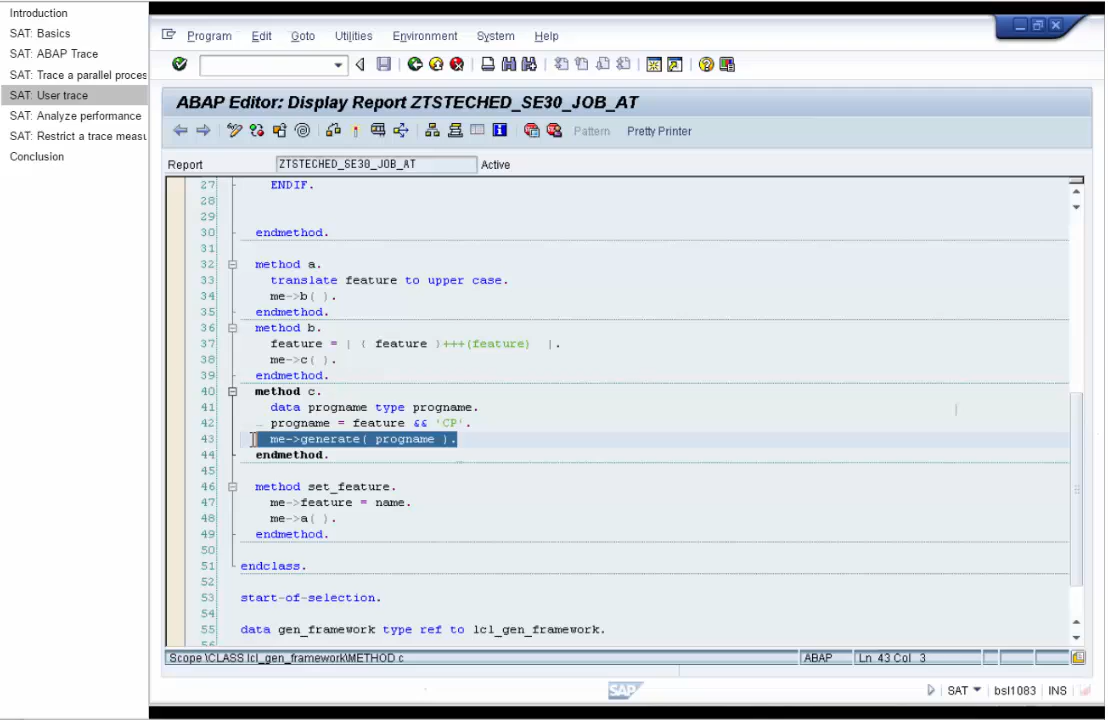 Introduction
SAT: Basics
SAT: ABAP Trace
SAT: Trace a parallel proces
SAT: User trace
SAT: Analyze performance
SAT: Restrict a trace measu
Conclusion
Program Edit Goto Utilities Environment System Help
ABAP Editor: Display Report ZTSTECHED_SE30_JOB_AT
Pattern Pretty Printer
Report ZTSTECHED_SE30_JOB_AT Active
27 ENDIF.
28
29
30 endmethod.
31
32 method a.
33 translate feature to upper case.
34 me->b( ).
35 endmethod.
36 method b.
37 feature = | { feature }+++(feature) |.
38 me->c( ).
39 endmethod.
40 method c.
41 data progname type progname.
42 progname = feature && 'CP'.
43 me->generate( progname ).
44 endmethod.
45
46 method set_feature.
47 me->feature = name.
48 me->a( ).
49 endmethod.
50
51 endclass.
52
53 start-of-selection.
54
55 data gen_framework type ref to lcl_gen_framework.
56
Scope \CLASS lcl_gen_framework\METHOD c ABAP Ln 43 Col 3
SAP SAT bsl1083 INS